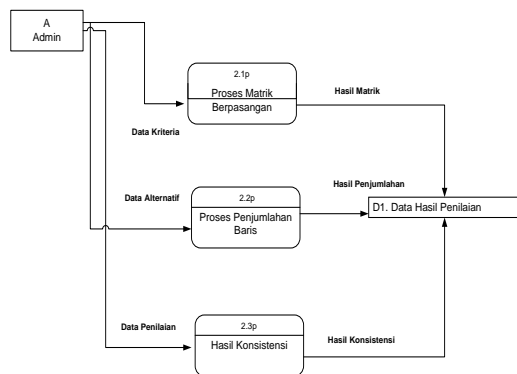 A
Admin
2.1p
Proses Matrik
Berpasangan
Hasil Matrik
Data Kriteria
Data Alternatif
2.2p
Proses Penjumlahan
Baris
Hasil Penjumlahan
D1. Data Hasil Penilaian
Data Penilaian
2.3p
Hasil Konsistensi
Hasil Konsistensi